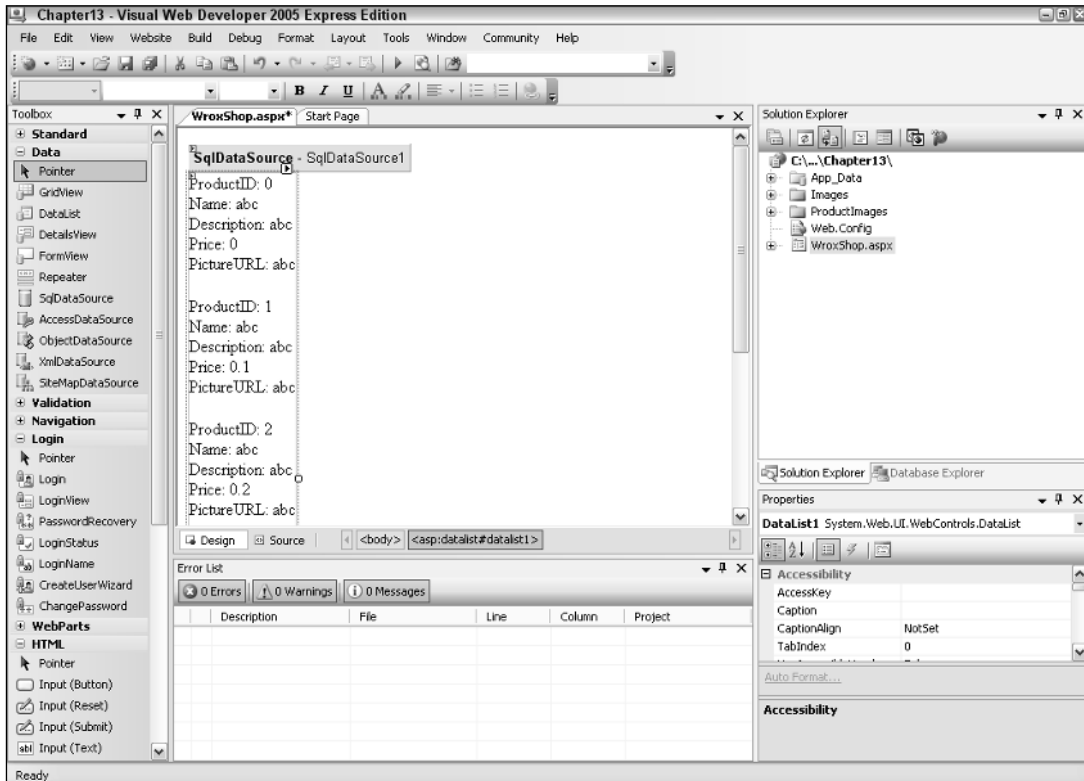 Chapter13 - Visual Web Developer 2005 Express Edition
File Edit View Website Build Debug Format Layout Tools Window Community Help
B I U A
Toolbox
Standard
Data
Pointer
GridView
DataList
DetailsView
FormView
Repeater
SqlDataSource
AccessDataSource
ObjectDataSource
XmlDataSource
SiteMapDataSource
Validation
Navigation
Login
Pointer
Login
LoginView
PasswordRecovery
LoginStatus
LoginName
CreateUserWizard
ChangePassword
WebParts
HTML
Pointer
Input (Button)
Input (Reset)
Input (Submit)
abl Input (Text)
WroxShop.aspx* Start Page
SqlDataSource - SqlDataSource1
ProductID: 0
Name: abc
Description: abc
Price: 0
PictureURL: abc
ProductID: 1
Name: abc
Description: abc
Price: 0.1
PictureURL: abc
ProductID: 2
Name: abc
Description: abc
Price: 0.2
PictureURL: abc
Design Source <body> <asp:datalist#datalist1>
Error List
0 Errors 0 Warnings 0 Messages
Description File Line Column Project
Solution Explorer
C:\...\Chapter13\
App_Data
Images
ProductImages
Web.Config
WroxShop.aspx
Solution Explorer Database Explorer
Properties
DataList1 System.Web.UI.WebControls.DataList
Accessibility
AccessKey
Caption
CaptionAlign NotSet
TabIndex 0
Auto Format...
Accessibility
Ready